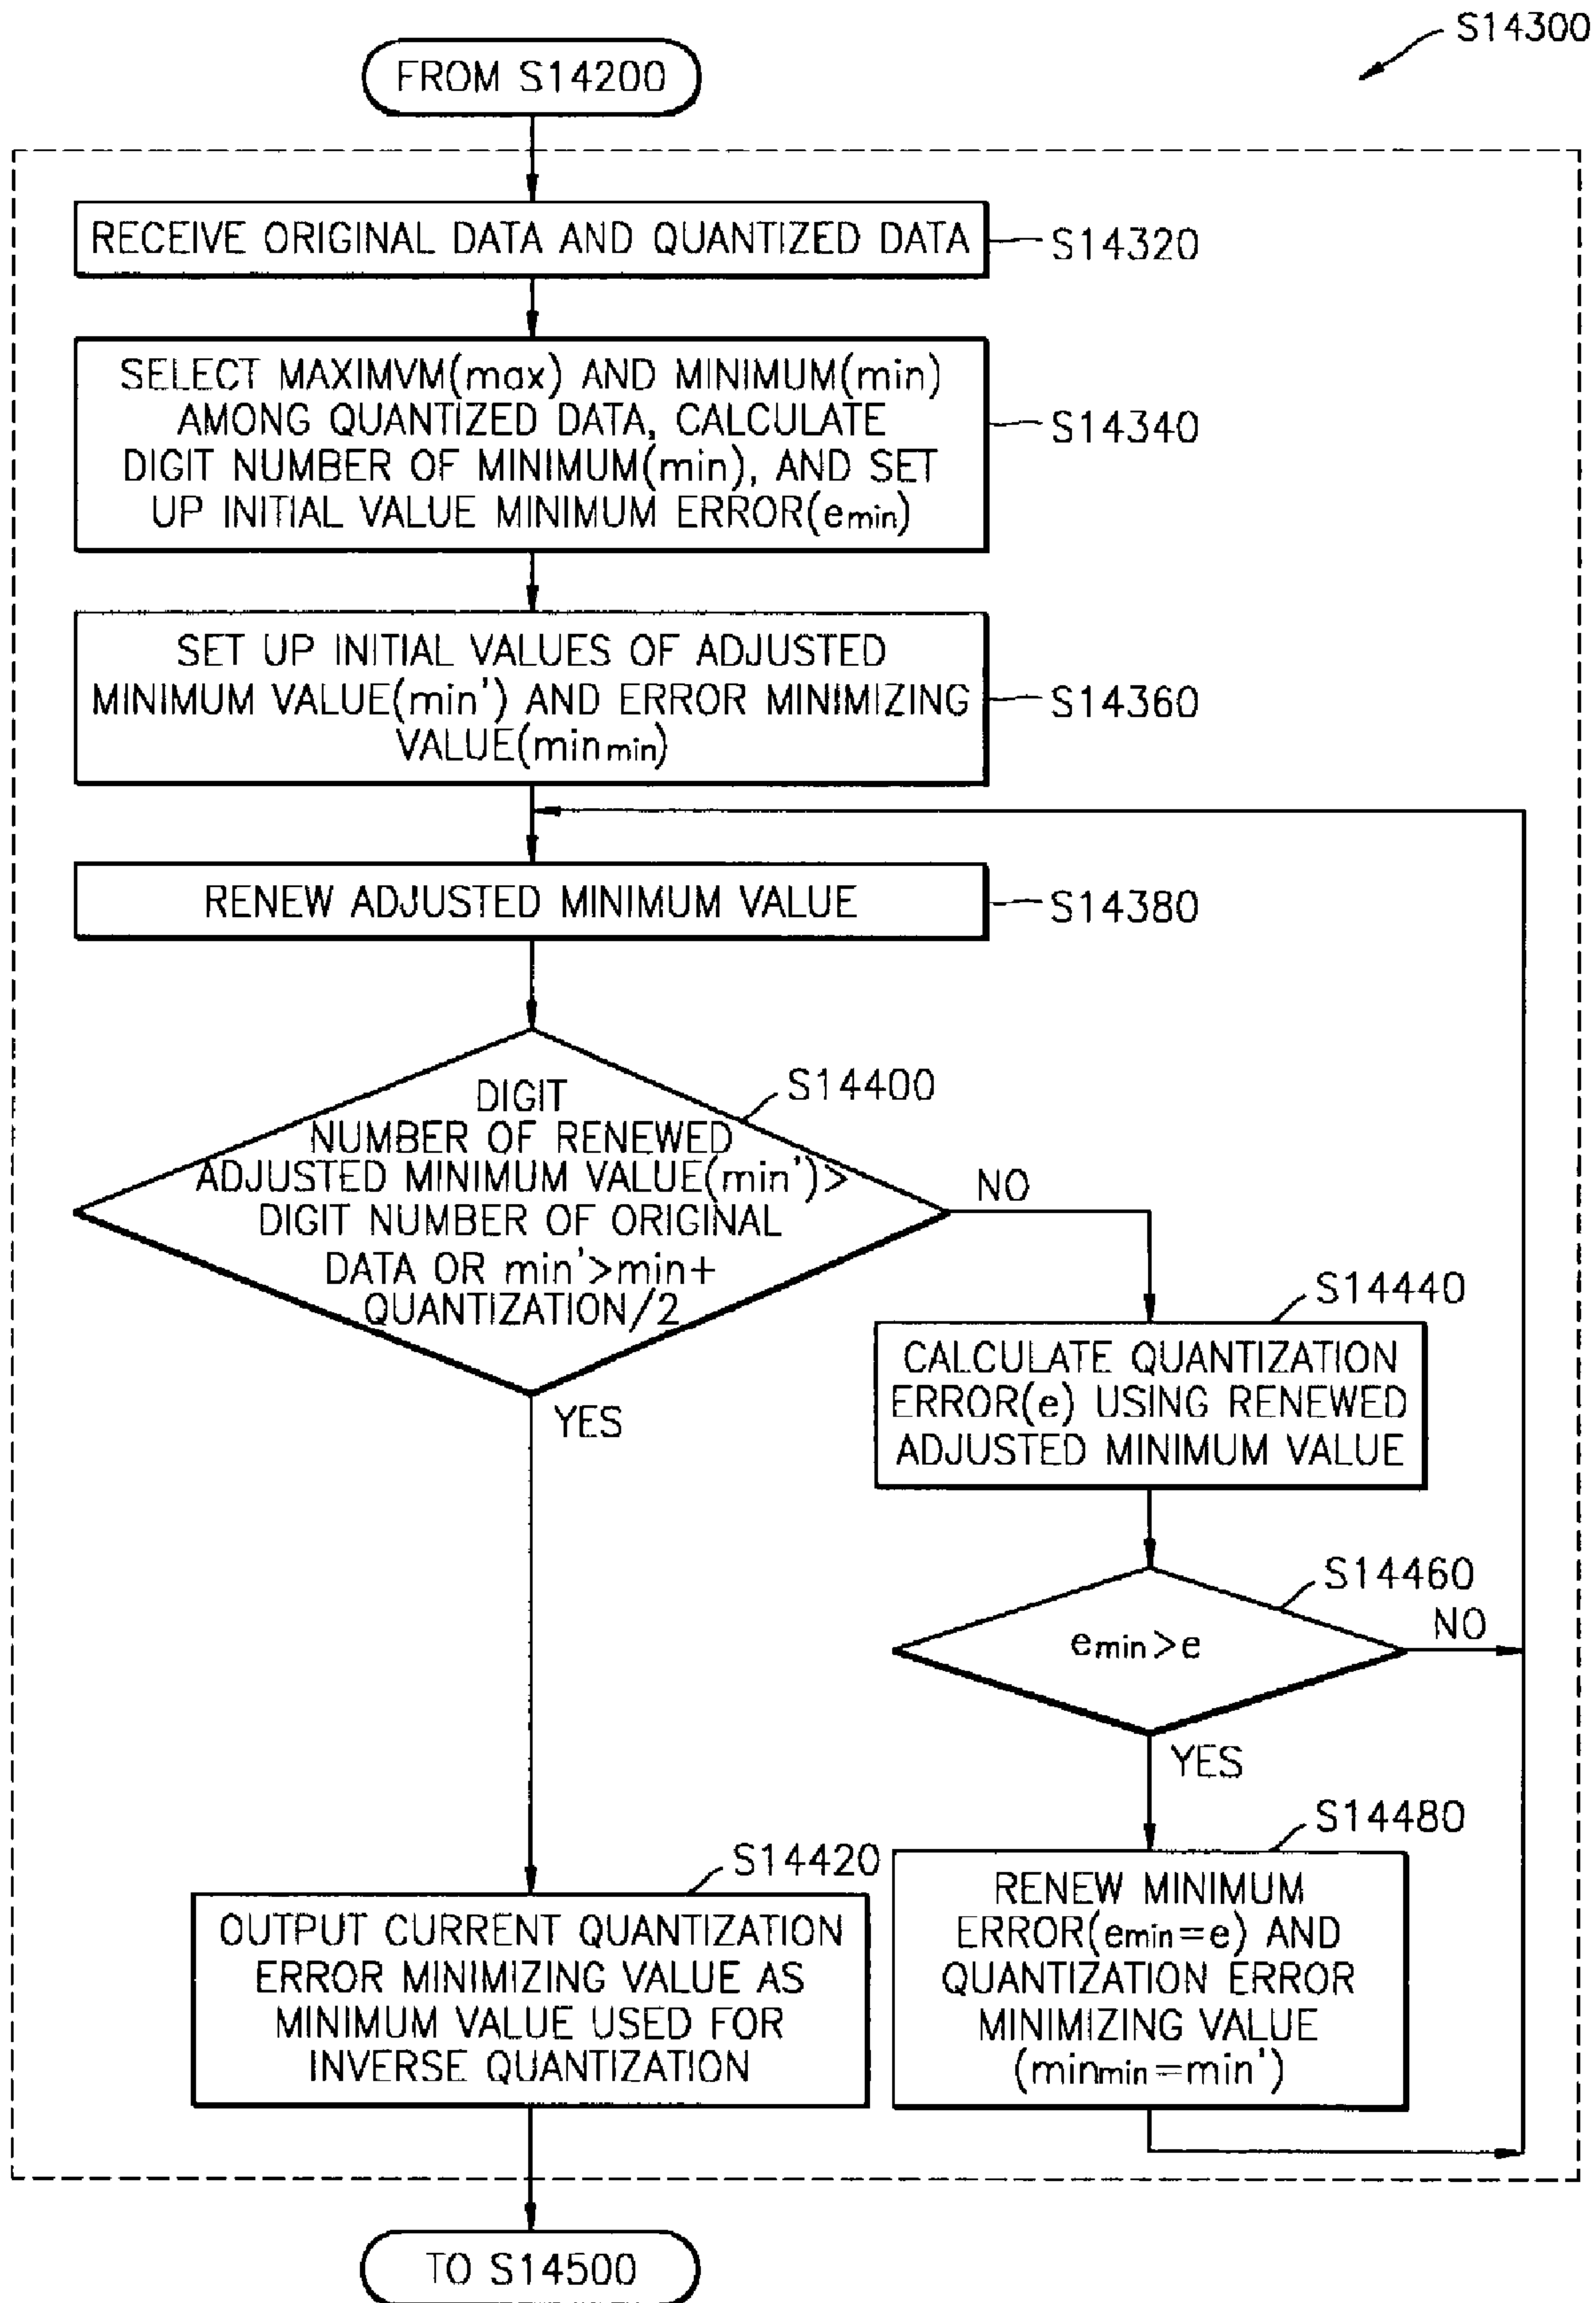 S14300
FROM S14200
RECEIVE ORIGINAL DATA AND QUANTIZED DATA
S14320
SELECT MAXIMVM(max) AND MINIMUM(min)
AMONG QUANTIZED DATA, CALCULATE
DIGIT NUMBER OF MINIMUM(min), AND SET
UP INITIAL VALUE MINIMUM ERROR(emin)
S14340
SET UP INITIAL VALUES OF ADJUSTED
MINIMUM VALUE(min') AND ERROR MINIMIZING
VALUE(minmin)
S14360
RENEW ADJUSTED MINIMUM VALUE
S14380
S14400
DIGIT
NUMBER OF RENEWED
ADJUSTED MINIMUM VALUE(min')>
DIGIT NUMBER OF ORIGINAL
DATA OR min'>min+
QUANTIZATION/2
NO
YES
S14440
CALCULATE QUANTIZATION
ERROR(e) USING RENEWED
ADJUSTED MINIMUM VALUE
S14460
emin>e
NO
YES
S14480
RENEW MINIMUM
ERROR(emin=e) AND
QUANTIZATION ERROR
MINIMIZING VALUE
(minmin=min')
S14420
OUTPUT CURRENT QUANTIZATION
ERROR MINIMIZING VALUE AS
MINIMUM VALUE USED FOR
INVERSE QUANTIZATION
TO S14500